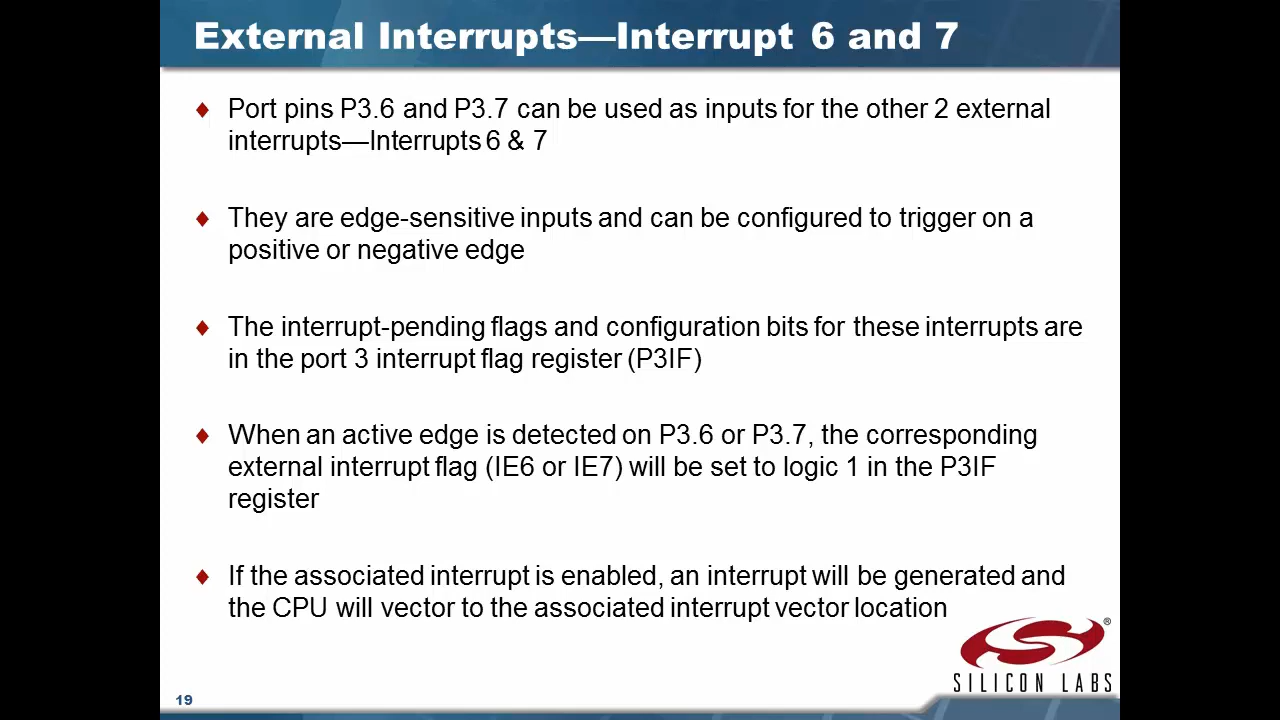 External Interrupts—Interrupt 6 and 7
♦ Port pins P3.6 and P3.7 can be used as inputs for the other 2 external
interrupts—Interrupts 6 & 7
♦ They are edge-sensitive inputs and can be configured to trigger on a
positive or negative edge
♦ The interrupt-pending flags and configuration bits for these interrupts are
in the port 3 interrupt flag register (P3IF)
♦ When an active edge is detected on P3.6 or P3.7, the corresponding
external interrupt flag (IE6 or IE7) will be set to logic 1 in the P3IF
register
♦ If the associated interrupt is enabled, an interrupt will be generated and
the CPU will vector to the associated interrupt vector location
®
SILICON LABS
19